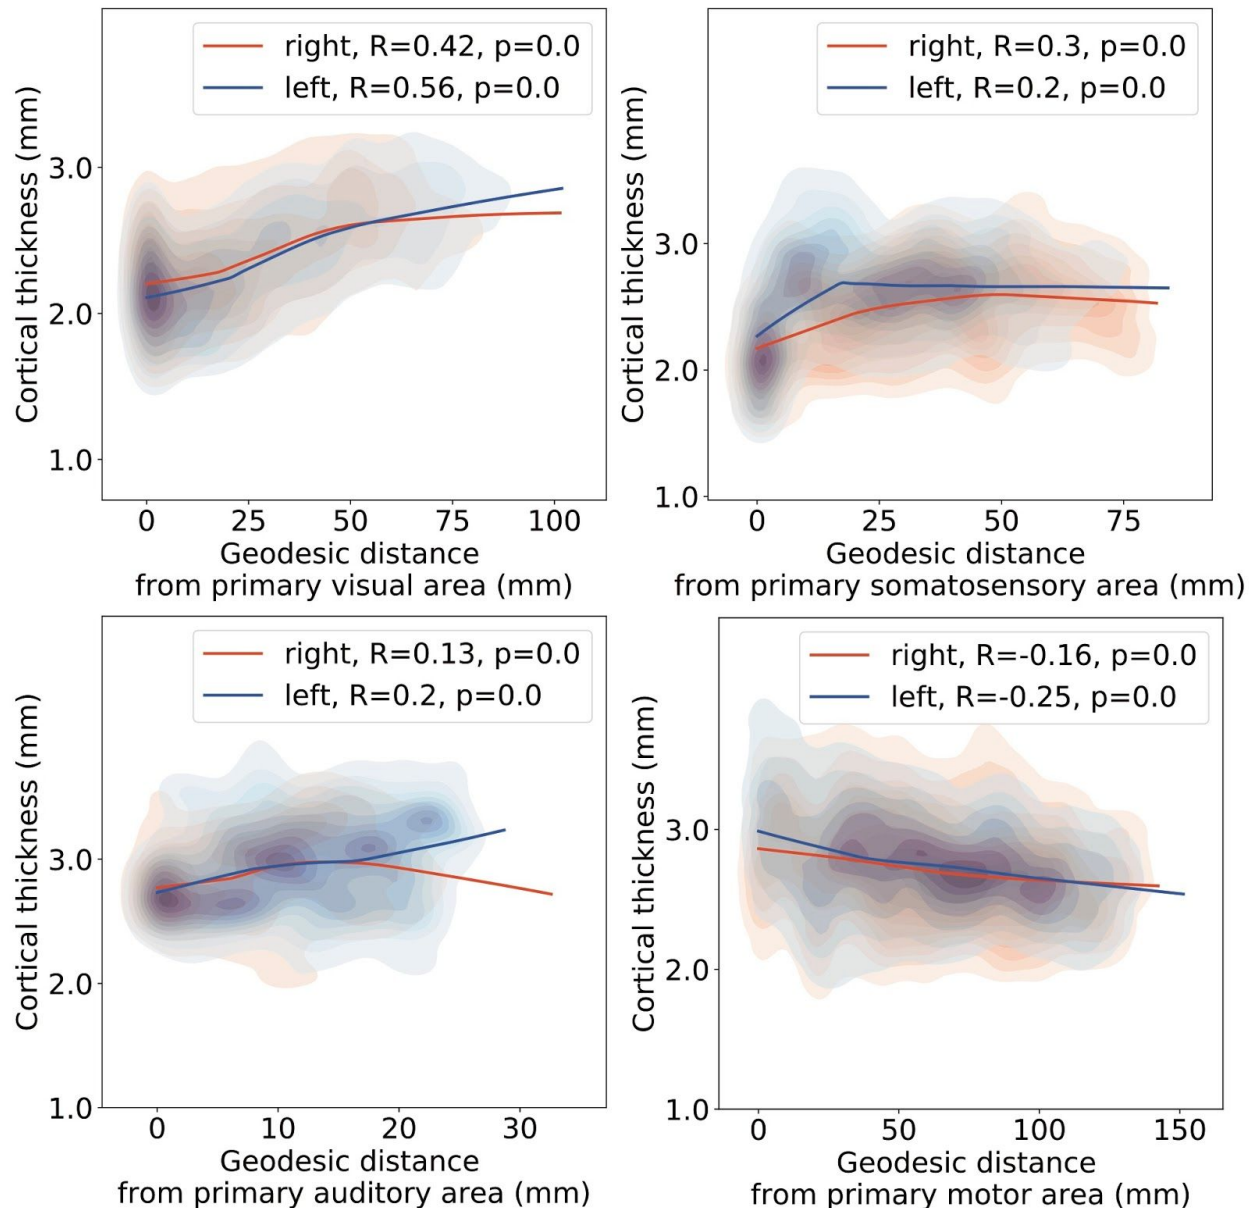 right, R=0.42, p=0.0
left, R=0.56, p=0.0
Cortical thickness (mm)
3.0
2.0
1.0
0 25 50 75 100
Geodesic distance
from primary visual area (mm)
right, R=0.3, p=0.0
left, R=0.2, p=0.0
Cortical thickness (mm)
3.0
2.0
1.0
0 25 50 75
Geodesic distance
from primary somatosensory area (mm)
right, R=0.13, p=0.0
left, R=0.2, p=0.0
Cortical thickness (mm)
3.0
2.0
1.0
0 10 20 30
Geodesic distance
from primary auditory area (mm)
right, R=-0.16, p=0.0
left, R=-0.25, p=0.0
Cortical thickness (mm)
3.0
2.0
1.0
0 50 100 150
Geodesic distance
from primary motor area (mm)